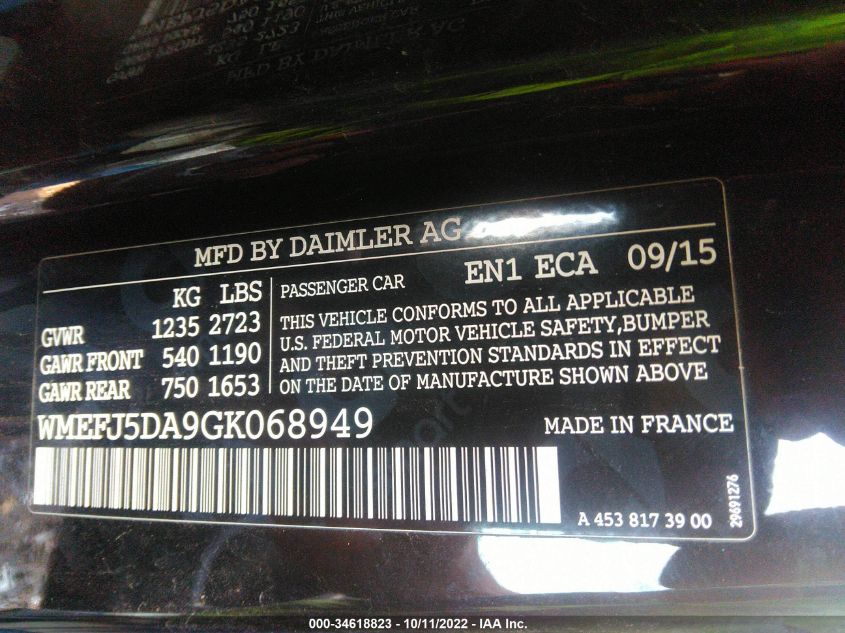 MFD BY DAIMLER AG
KG LBS
GVWR 1235 2723
GAWR FRONT 540 1190
GAWR REAR 750 1653
PASSENGER CAR EN1 ECA 09/15
THIS VEHICLE CONFORMS TO ALL APPLICABLE
U.S. FEDERAL MOTOR VEHICLE SAFETY,BUMPER
AND THEFT PREVENTION STANDARDS IN EFFECT
ON THE DATE OF MANUFACTURE SHOWN ABOVE
WMEFJ5DA9GK068949 MADE IN FRANCE
A 453 817 39 00
29691276
000-34618823 - 10/11/2022 - IAA Inc.